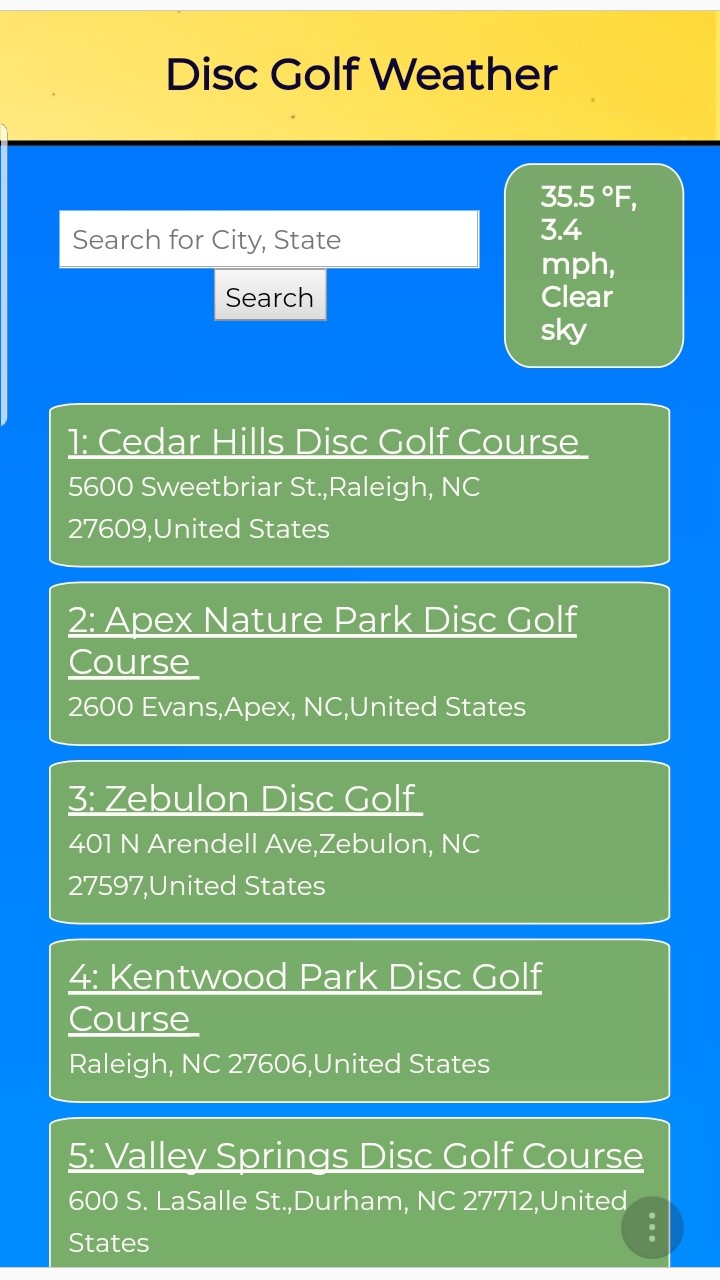 Disc Golf Weather
Search for City, State
Search
35.5 °F,
3.4
mph,
Clear
sky
1: Cedar Hills Disc Golf Course
5600 Sweetbriar St.,Raleigh, NC
27609,United States
2: Apex Nature Park Disc Golf
Course
2600 Evans,Apex, NC,United States
3: Zebulon Disc Golf
401 N Arendell Ave,Zebulon, NC
27597,United States
4: Kentwood Park Disc Golf
Course
Raleigh, NC 27606,United States
5: Valley Springs Disc Golf Course
600 S. LaSalle St.,Durham, NC 27712,United
States